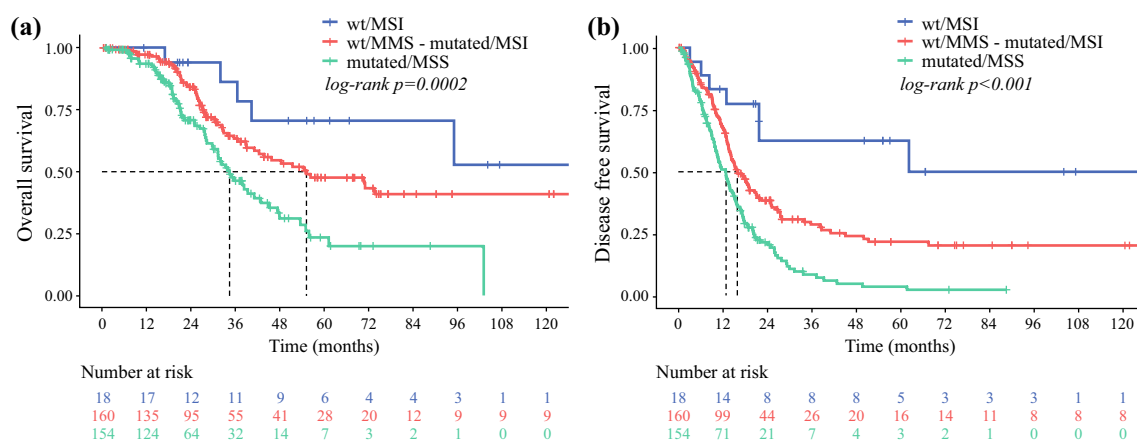 (a)
wt/MSI
wt/MMS - mutated/MSI
mutated/MSS
log-rank p=0.0002
Overall survival
1.00
0.75
0.50
0.25
0.00
0 12 24 36 48 60 72 84 96 108 120
Time (months)
Number at risk
18 17 12 11 9 6 4 4 3 1 1
160 135 95 55 41 28 20 12 9 9 9
154 124 64 32 14 7 3 2 1 0 0
(b)
wt/MSI
wt/MMS - mutated/MSI
mutated/MSS
log-rank p<0.001
Disease free survival
1.00
0.75
0.50
0.25
0.00
0 12 24 36 48 60 72 84 96 108 120
Time (months)
Number at risk
18 14 8 8 8 5 3 3 3 1 1
160 99 44 26 20 16 14 11 8 8 8
154 71 21 7 4 3 2 1 0 0 0